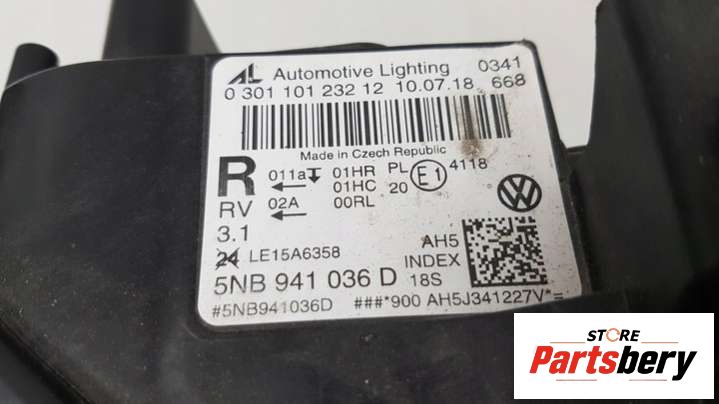 AL Automotive Lighting 0341
0 301 101 232 12 10.07.18 668
Made in Czech Republic
R 011a 01HR PL E1 4118
← 01HC 20
RV 02A 00RL
←
3.1
24 LE15A6358 AH5
INDEX
5NB 941 036 D 18S
#5NB941036D ###*900 AH5J341227V*=
STORE
Partsbery